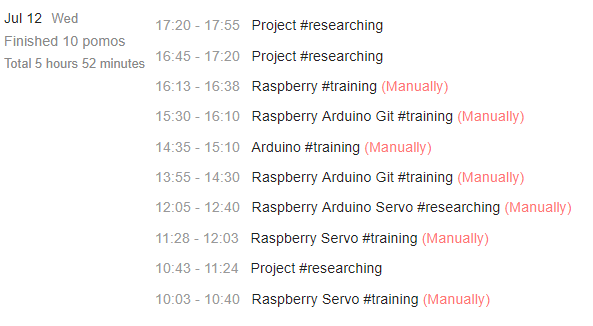 Jul 12 Wed
Finished 10 pomos
Total 5 hours 52 minutes
17:20 - 17:55 Project #researching
16:45 - 17:20 Project #researching
16:13 - 16:38 Raspberry #training (Manually)
15:30 - 16:10 Raspberry Arduino Git #training (Manually)
14:35 - 15:10 Arduino #training (Manually)
13:55 - 14:30 Raspberry Arduino Git #training (Manually)
12:05 - 12:40 Raspberry Arduino Servo #researching (Manually)
11:28 - 12:03 Raspberry Servo #training (Manually)
10:43 - 11:24 Project #researching
10:03 - 10:40 Raspberry Servo #training (Manually)